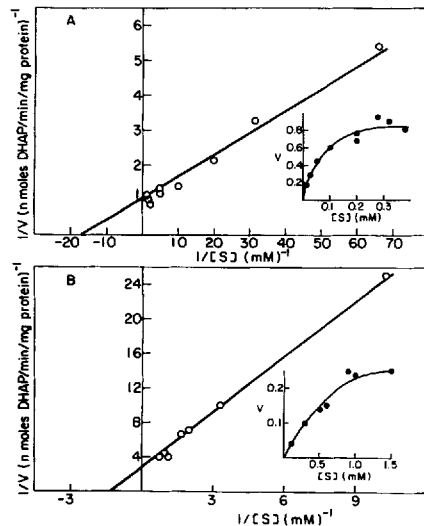 A
6
5
4
3
2
1
1/V (n moles DHAP/min/mg protein)⁻¹
-20 -10 0 10 20 30 40 50 60 70
1/[S] (mM)⁻¹
0.8
0.6
0.4
0.2
V
0.1 0.2 0.3
[S] (mM)
B
24
20
16
12
8
4
1/V (n moles DHAP/min/mg protein)⁻¹
-3 0 3 6 9
1/[S] (mM)⁻¹
0.2
0.1
V
0.5 1.0 1.5
[S] (mM)